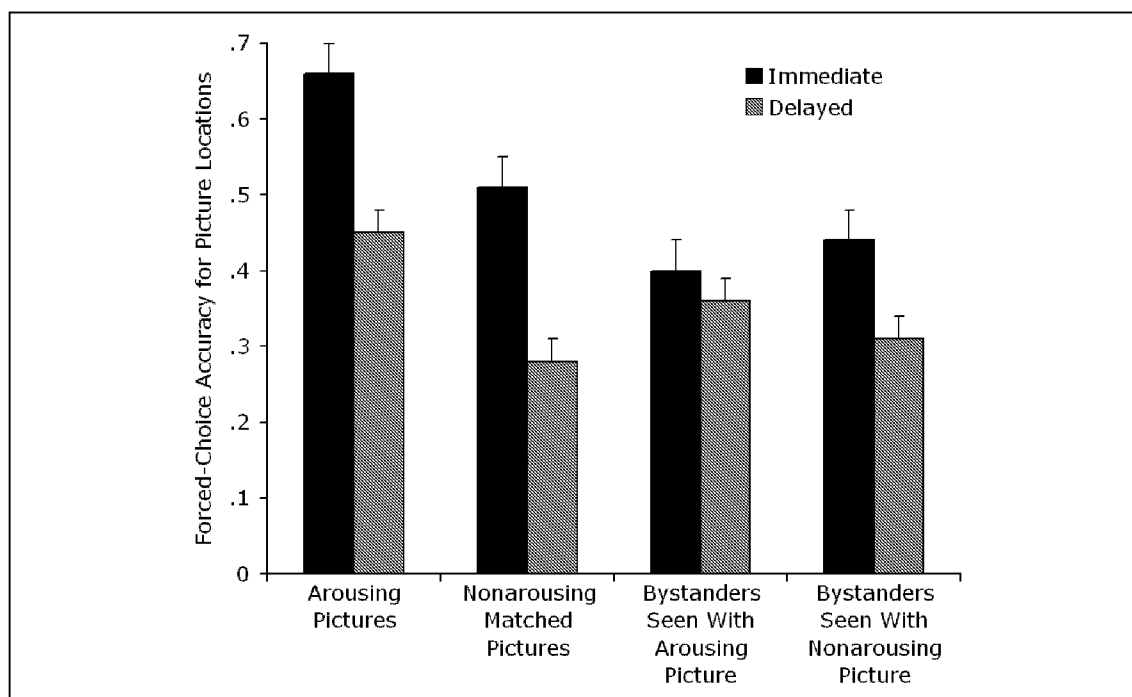 Forced-Choice Accuracy for Picture Locations
.7
.6
.5
.4
.3
.2
.1
0
Immediate
Delayed
Arousing
Pictures
Nonarousing
Matched
Pictures
Bystanders
Seen With
Arousing
Picture
Bystanders
Seen With
Nonarousing
Picture